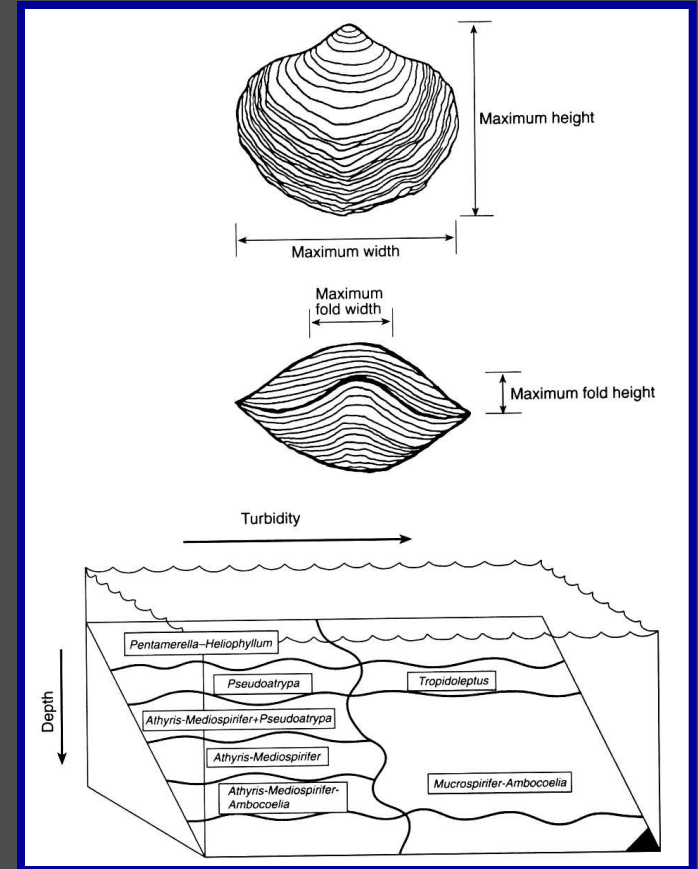 Maximum height
Maximum width
Maximum
fold width
Maximum fold height
Turbidity
Depth
Pentamerella–Heliophyllum
Pseudoatrypa
Tropidoleptus
Athyris-Mediospirifer+Pseudoatrypa
Athyris-Mediospirifer
Athyris-Mediospirifer-
Ambocoelia
Mucrospirifer-Ambocoelia